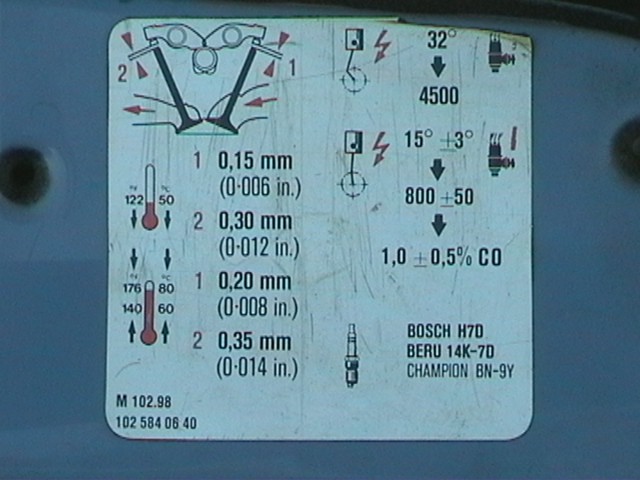 2
1
1 0,15 mm
(0·006 in.)
°F °C
122 50
2 0,30 mm
(0·012 in.)
°F °C
176 80
140 60
1 0,20 mm
(0·008 in.)
2 0,35 mm
(0·014 in.)
M 102.98
102 584 06 40
32°
4500
15° ±3°
800 ±50
1,0 ±0,5% CO
BOSCH H7D
BERU 14K-7D
CHAMPION BN-9Y